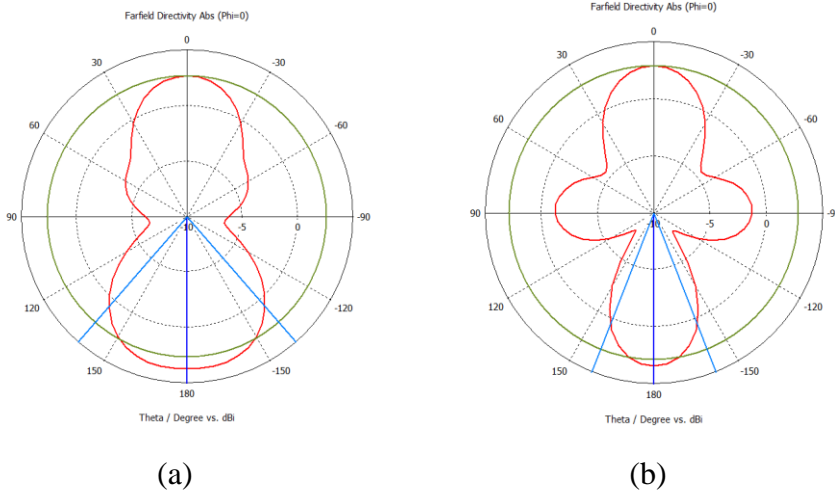 Farfield Directivity Abs (Phi=0)
0
30 -30
60 -60
90 -10 -5 0 -90
120 -120
150 -150
180
Theta / Degree vs. dBi
(a)
Farfield Directivity Abs (Phi=0)
0
30 -30
60 -60
90 -10 -5 0 -9
120 -120
150 -150
180
Theta / Degree vs. dBi
(b)